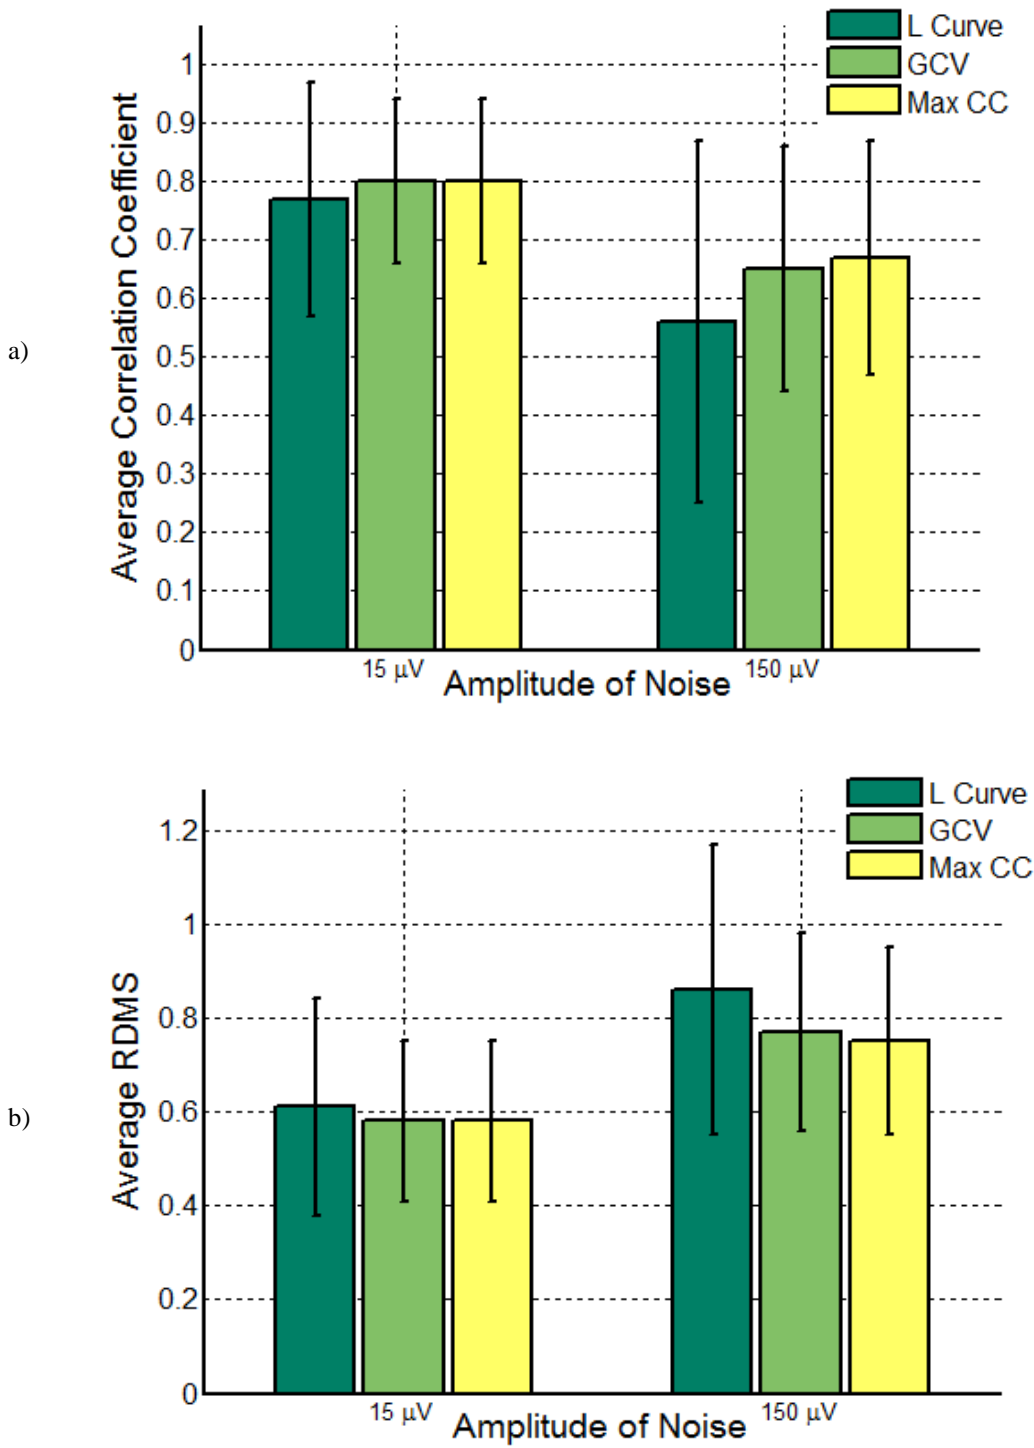 a)
L Curve
GCV
Max CC
Average Correlation Coefficient
1
0.9
0.8
0.7
0.6
0.5
0.4
0.3
0.2
0.1
0
15 μV
150 μV
Amplitude of Noise
b)
L Curve
GCV
Max CC
Average RDMS
1.2
1
0.8
0.6
0.4
0.2
0
15 μV
150 μV
Amplitude of Noise